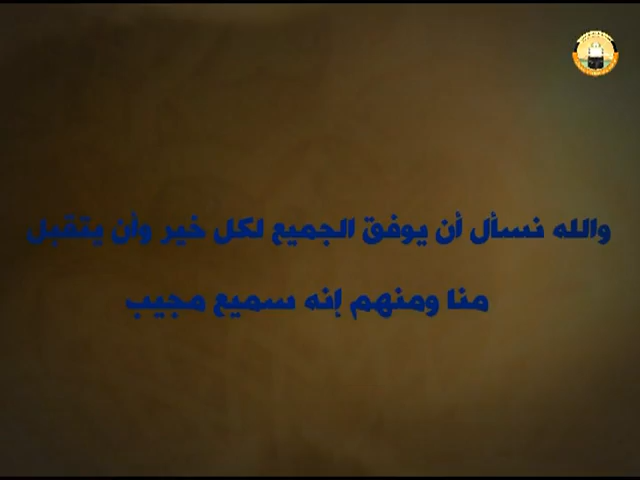 والله نسأل أن يوفق الجميع لكل خير وأن يتقبل
منا ومنهم إنه سميع مجيب